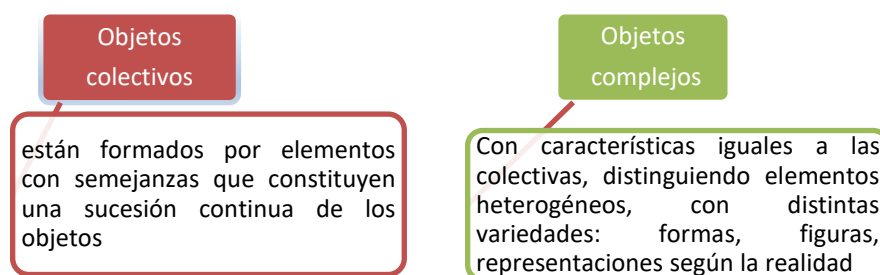 Objetos
colectivos
están formados por elementos
con semejanzas que constituyen
una sucesión continua de los
objetos
Objetos
complejos
Con características iguales a las
colectivas, distinguiendo elementos
heterogéneos, con distintas
variedades: formas, figuras,
representaciones según la realidad